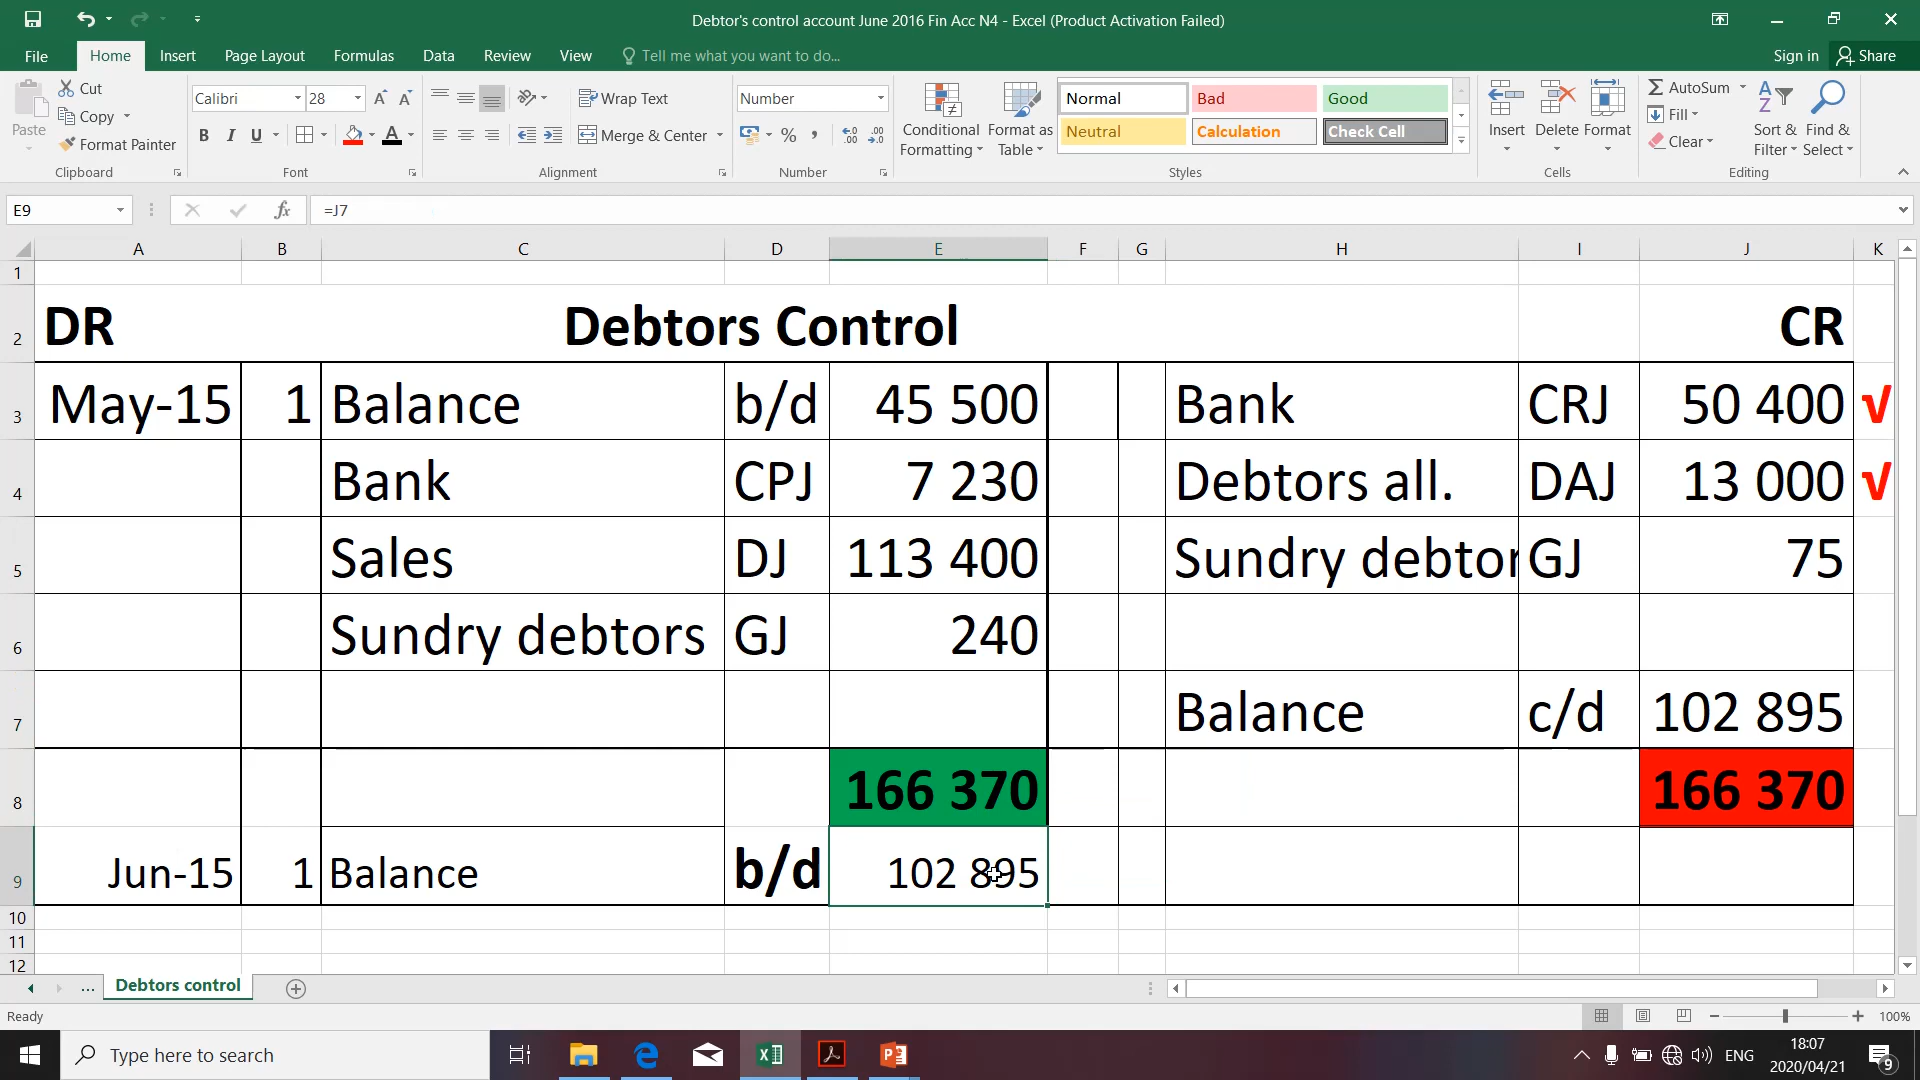 Debtor's control account June 2016 Fin Acc N4 - Excel (Product Activation Failed)
File Home Insert Page Layout Formulas Data Review View Tell me what you want to do... Sign in Share
Paste Cut Copy Format Painter Clipboard
Calibri 28 A A B I U A Font
Wrap Text Merge & Center Alignment
Number % , Number
Conditional Formatting Format as Table
Normal Bad Good
Neutral Calculation Check Cell
Styles
Insert Delete Format Cells
AutoSum Fill Clear Sort & Filter Find & Select Editing
E9 fx =J7
A B C D E F G H I J K
1
2 DR Debtors Control CR
3 May-15 1 Balance b/d 45 500 Bank CRJ 50 400 √
4 Bank CPJ 7 230 Debtors all. DAJ 13 000 √
5 Sales DJ 113 400 Sundry debtor GJ 75
6 Sundry debtors GJ 240
7 Balance c/d 102 895
8 166 370 166 370
9 Jun-15 1 Balance b/d 102 895
10
11
12
... Debtors control
Ready 100%
Type here to search ENG 18:07
2020/04/21 9